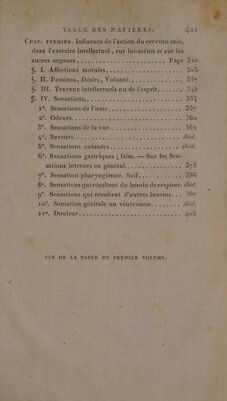 TABLE DES MATIÈRES. 421
CHAP. PREMIER. Influence de l'action du cerveau sain,
dans l'exercice intellectuel, sur lui-même et sur les
autres organes.............. Page 310
§. I. Affections morales............ 315
§. II. Passions, Désirs, Volonté........ 337
§. III. Travaux intellectuels ou de l'esprit.... 348
§. IV. Sensations................ 354
1°. Sensations de l'ouïe............ 357
2°. Odeurs.................. 360
3°. Sensations de la vue............ 362
4°. Saveurs.................. ibid.
5°. Sensations cutanées............ ibid.
6°. Sensations gastriques; faim. — Sur les Sen-
sations internes en général......... 378
7°. Sensation pharyngienne. Soif....... 386
8°. Sensations qui résultent du besoin de respirer. ibid.
9°. Sensations qui résultent d'autres besoins... 387
10°. Sensation génitale ou vénérienne..... ibid.
11°. Douleur................. 405
FIN DE LA TABLE DU PREMIER VOLUME.